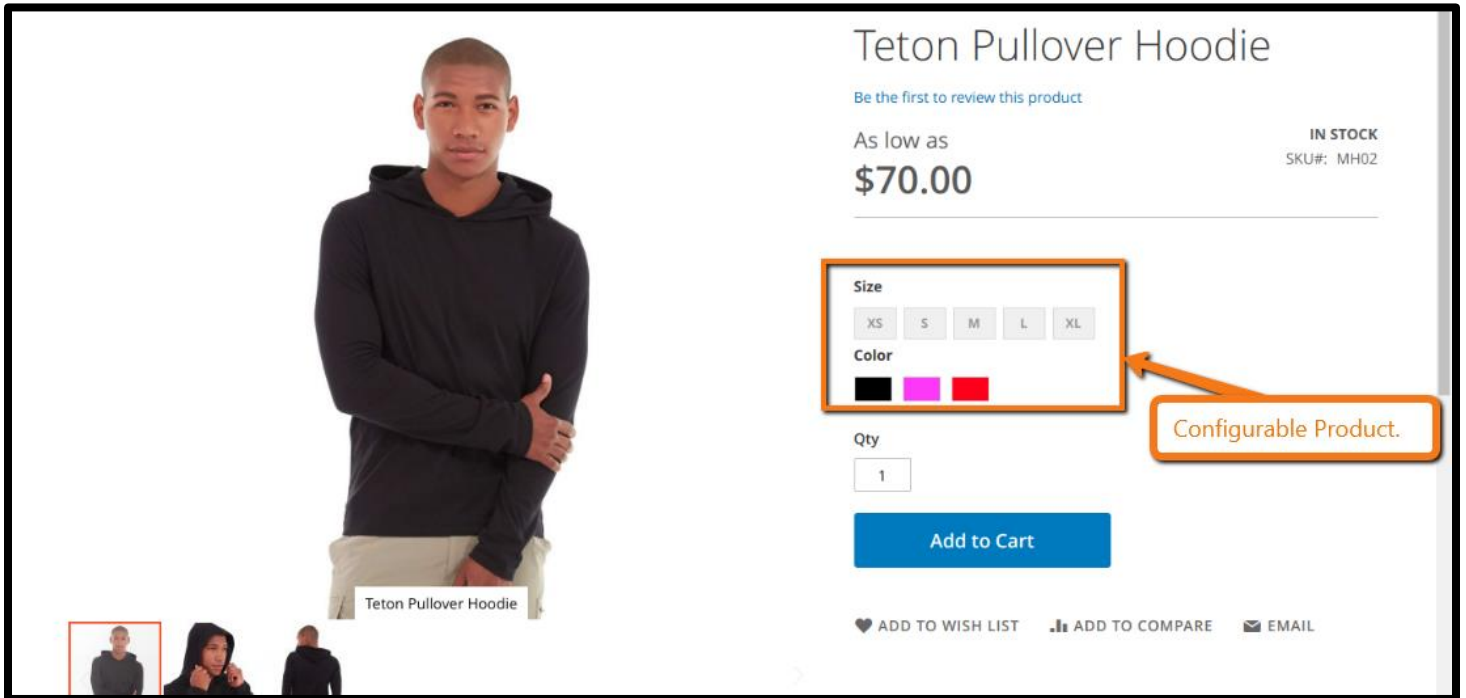 Teton Pullover Hoodie
Be the first to review this product
As low as
IN STOCK
$70.00
SKU#: MH02
Size
XS S M L XL
Color
Configurable Product.
Qty
1
Add to Cart
Teton Pullover Hoodie
ADD TO WISH LIST ADD TO COMPARE EMAIL